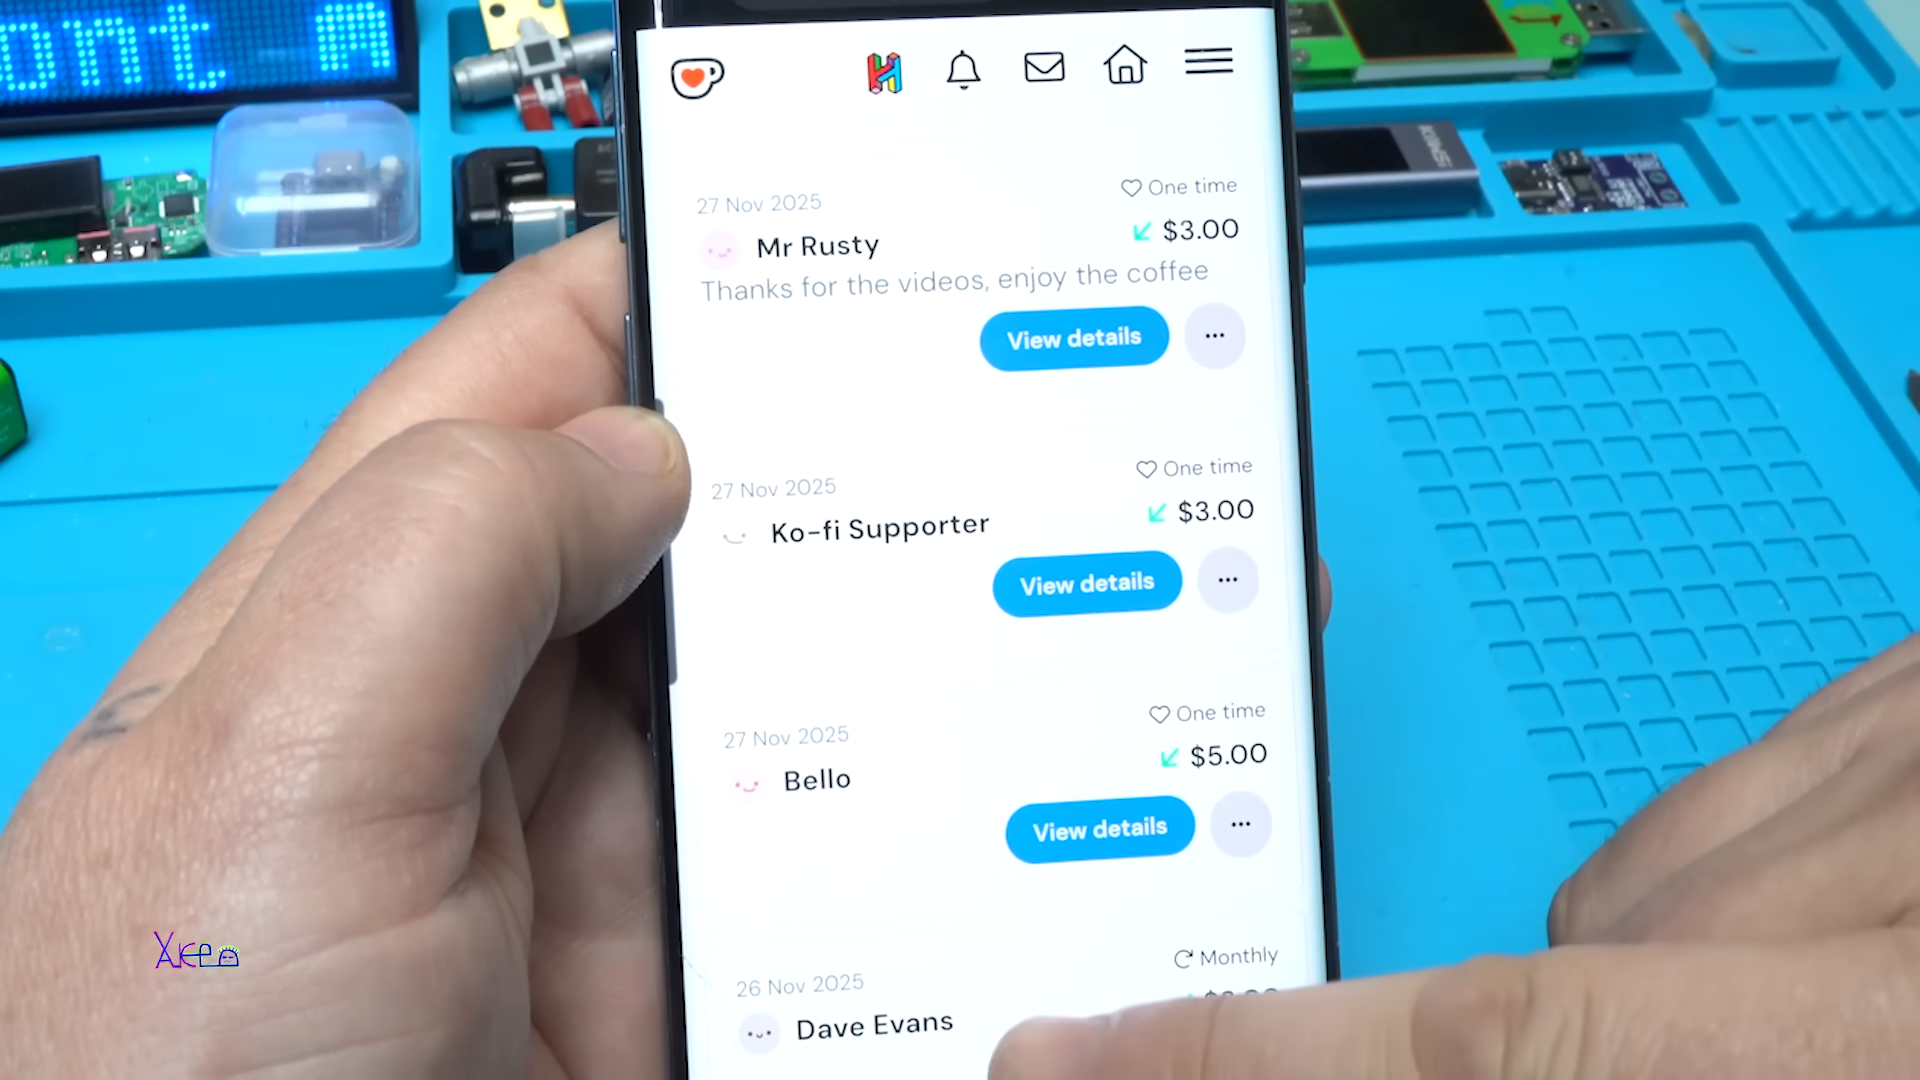 ont A
27 Nov 2025
One time
Mr Rusty
$3.00
Thanks for the videos, enjoy the coffee
View details
27 Nov 2025
One time
Ko-fi Supporter
$3.00
View details
27 Nov 2025
One time
Bello
$5.00
View details
26 Nov 2025
Monthly
Dave Evans